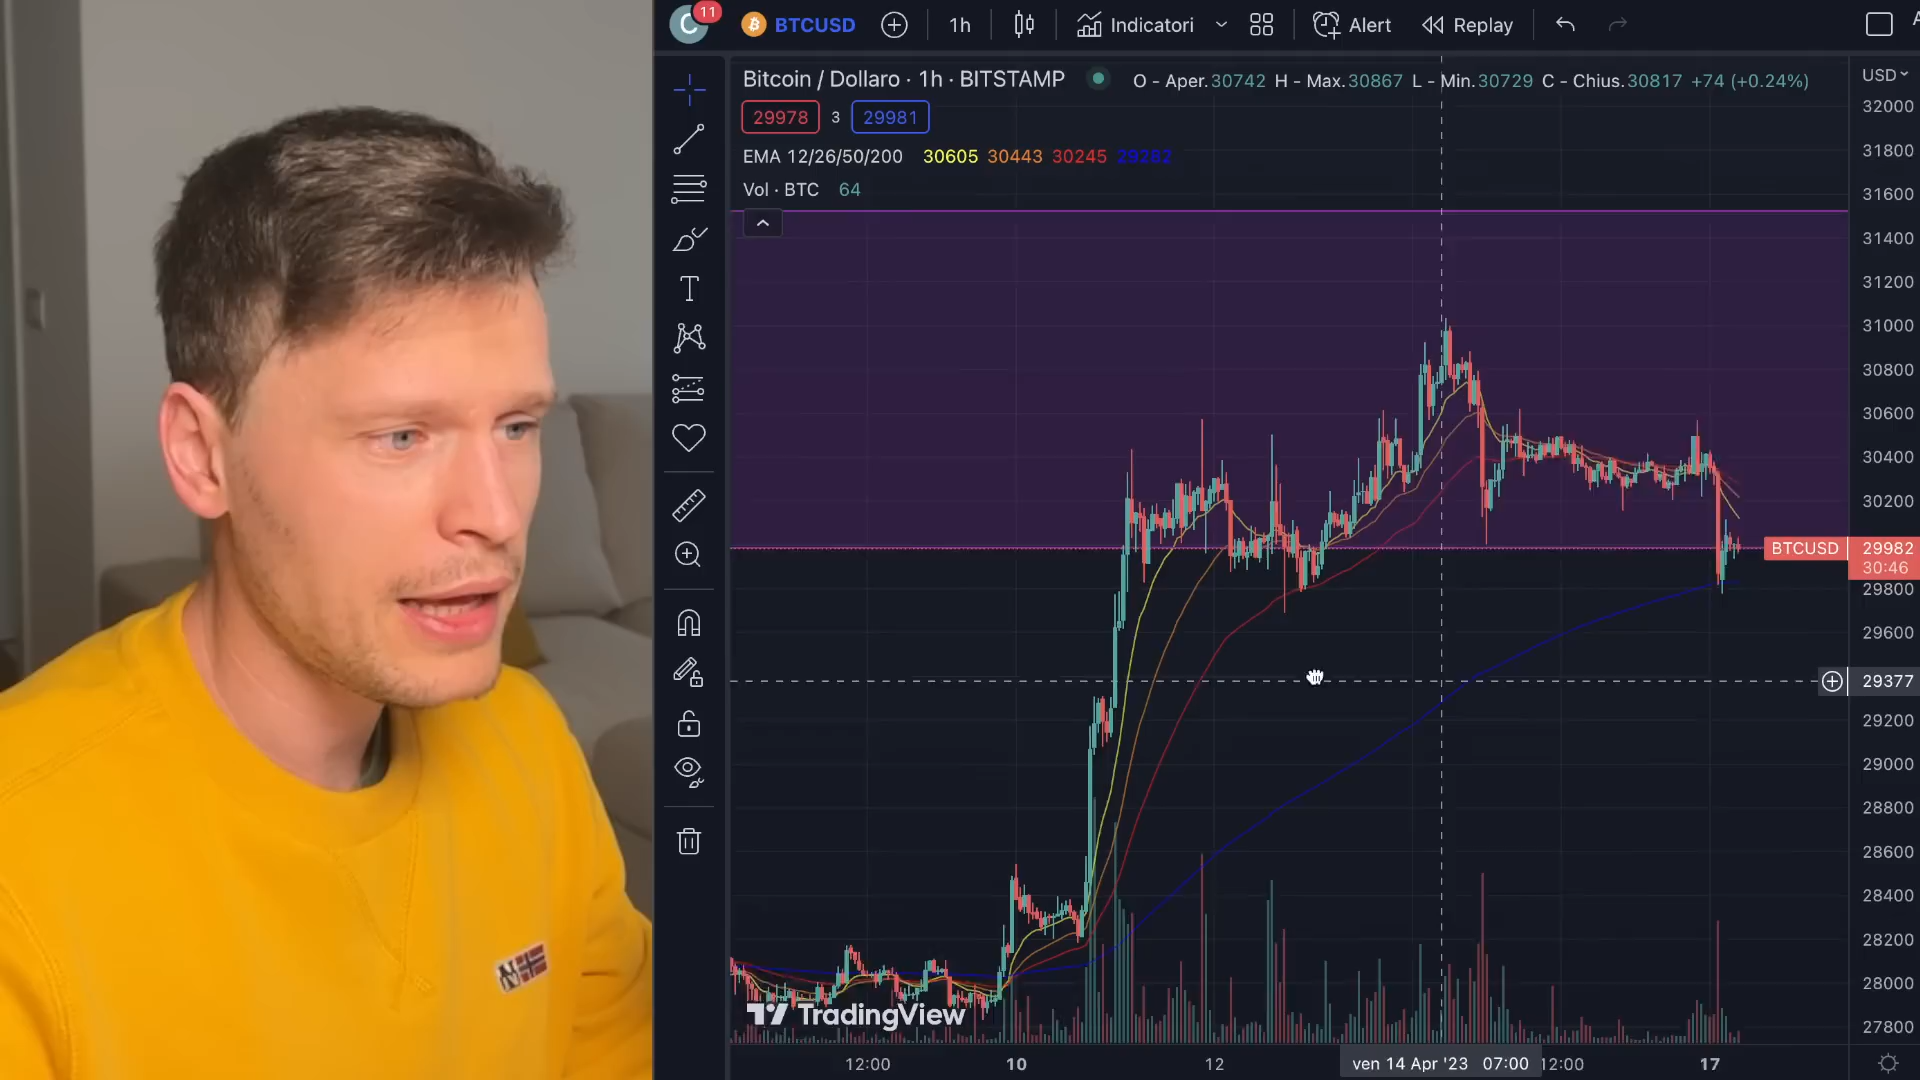 C 11 BTCUSD 1h Indicatori Alert Replay
Bitcoin / Dollaro · 1h · BITSTAMP O - Aper.30742 H - Max.30867 L - Min.30729 C - Chius.30817 +74 (+0.24%)
USD
29978 3 29981
EMA 12/26/50/200 30605 30443 30245 29282
Vol · BTC 64
T
32000
31800
31600
31400
31200
31000
30800
30600
30400
30200
BTCUSD 29982
30:46
29800
29600
29377
29200
29000
28800
28600
28400
28200
28000
27800
N
TradingView
12:00 10 12 ven 14 Apr '23 07:00 12:00 17